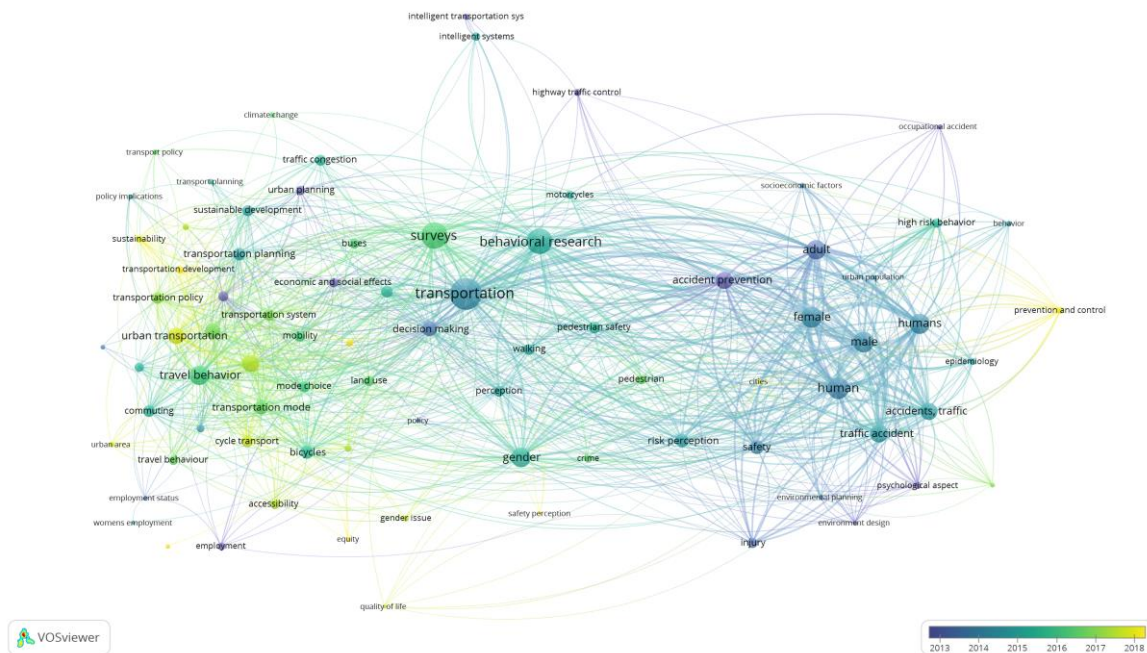 intelligent transportation sys
intelligent systems
highway traffic control
climate change
occupational accident
transport policy
traffic congestion
transport planning
urban planning
policy implications
motorcycles
socioeconomic factors
sustainable development
high risk behavior
behavior
sustainability
buses
surveys
behavioral research
transportation planning
adult
transportation development
economic and social effects
accident prevention
urban population
transportation policy
transportation
prevention and control
transportation system
urban transportation
mobility
decision making
pedestrian safety
female
humans
walking
male
epidemiology
travel behavior
mode choice
land use
perception
pedestrian
cities
human
commuting
transportation mode
policy
accidents, traffic
urban area
cycle transport
bicycles
risk perception
safety
traffic accident
travel behaviour
gender
crime
employment status
accessibility
environmental planning
psychological aspect
womens employment
gender issue
safety perception
environment design
employment
equity
injury
quality of life
VOSviewer
2013 2014 2015 2016 2017 2018